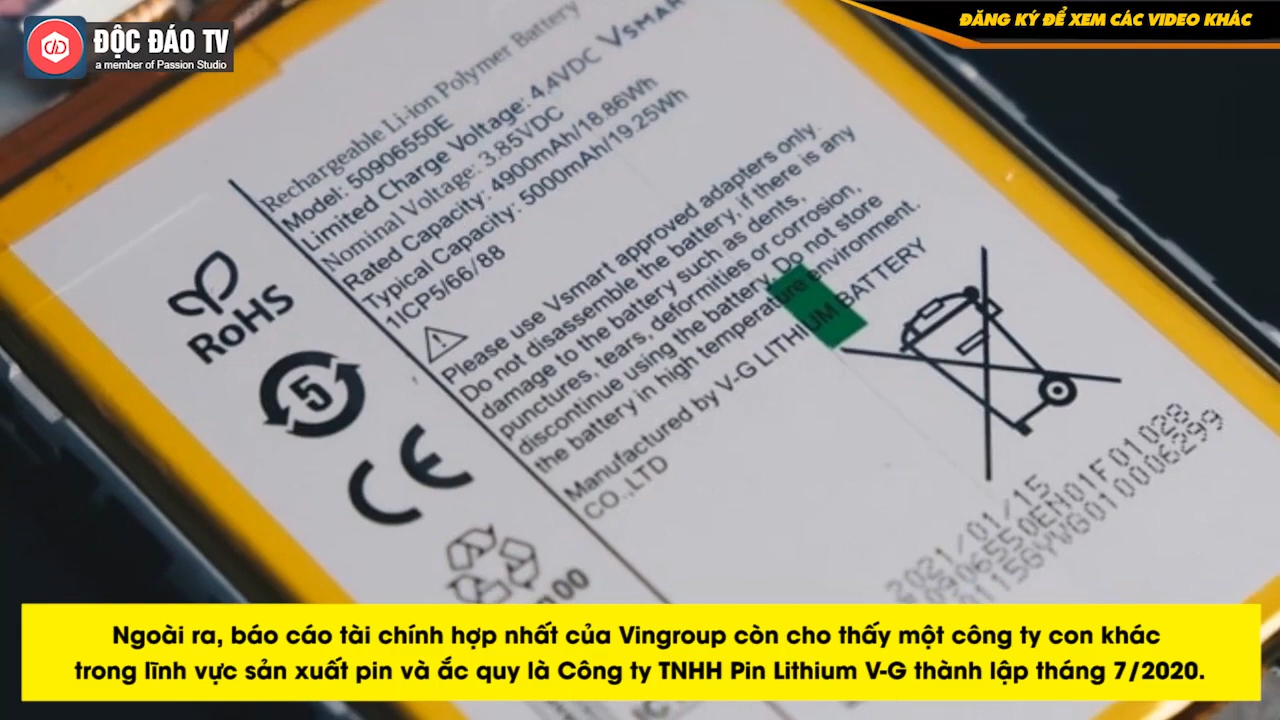 ĐỘC ĐÁO TV
a member of Passion Studio
ĐĂNG KÝ ĐỂ XEM CÁC VIDEO KHÁC
Rechargeable Li-ion Polymer Battery
VSMART
Model: 50906550E
Limited Charge Voltage: 4.4VDC
Nominal Voltage: 3.85VDC
Rated Capacity: 4900mAh/18.86Wh
Typical Capacity: 5000mAh/19.25Wh
1ICP5/66/88
Please use Vsmart approved adapters only.
Do not disassemble the battery, if there is any
damage to the battery such as dents,
punctures, tears, deformities or corrosion,
discontinue using the battery. Do not store
the battery in high temperature environment.
Manufactured by V-G LITHIUM BATTERY
CO.,LTD
RoHS
5
CE
2021/01/15
0906550EN01F01028
0115GYWG010006299
Ngoài ra, báo cáo tài chính hợp nhất của Vingroup còn cho thấy một công ty con khác
trong lĩnh vực sản xuất pin và ắc quy là Công ty TNHH Pin Lithium V-G thành lập tháng 7/2020.